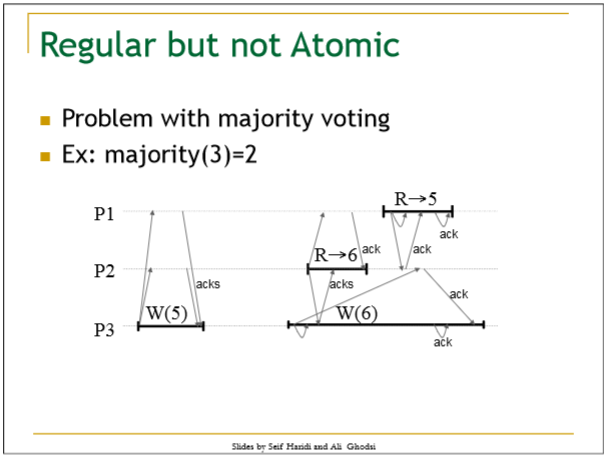 Regular but not Atomic
Problem with majority voting
Ex: majority(3)=2
R→5
P1
ack
R→6
ack
ack
P2
acks
acks
ack
W(5)
W(6)
P3
ack
Slides by Seif Haridi and Ali Ghodsi